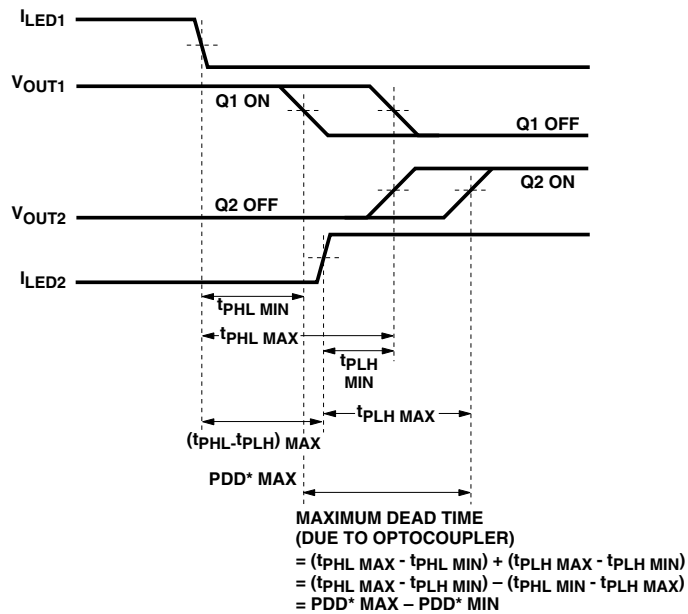 ILED1
VOUT1
Q1 ON
Q1 OFF
Q2 ON
Q2 OFF
VOUT2
ILED2
tPHL MIN
tPHL MAX
tPLH
MIN
tPLH MAX
(tPHL-tPLH) MAX
PDD* MAX
MAXIMUM DEAD TIME
(DUE TO OPTOCOUPLER)
= (tPHL MAX - tPHL MIN) + (tPLH MAX - tPLH MIN)
= (tPHL MAX - tPLH MIN) – (tPHL MIN - tPLH MAX)
= PDD* MAX – PDD* MIN